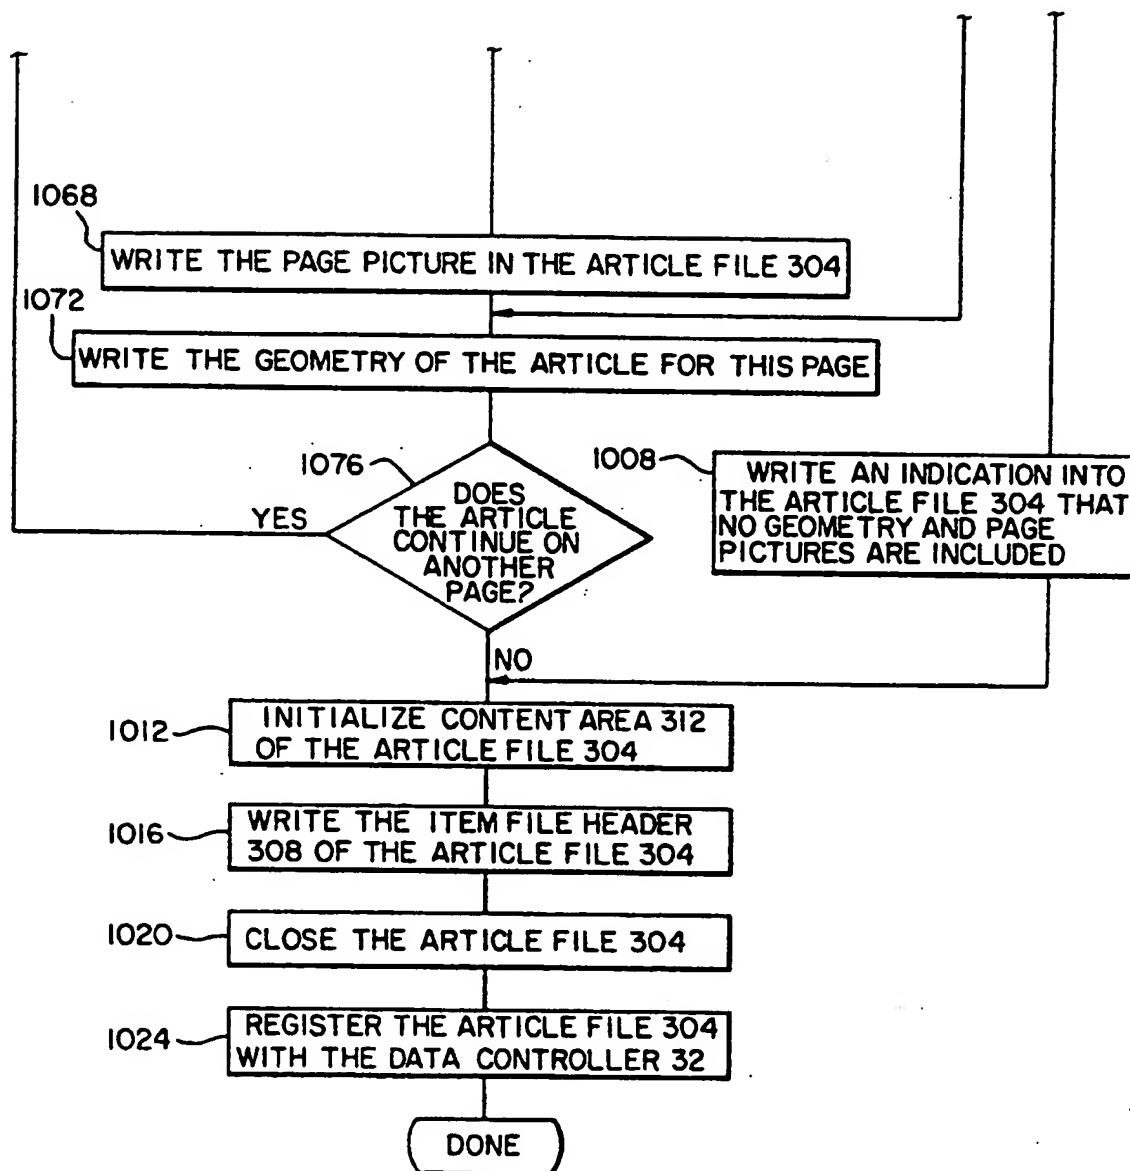 1068
WRITE THE PAGE PICTURE IN THE ARTICLE FILE 304
1072
WRITE THE GEOMETRY OF THE ARTICLE FOR THIS PAGE
1076
DOES
THE ARTICLE
CONTINUE ON
ANOTHER
PAGE?
YES
NO
1008
WRITE AN INDICATION INTO
THE ARTICLE FILE 304 THAT
NO GEOMETRY AND PAGE
PICTURES ARE INCLUDED
1012
INITIALIZE CONTENT AREA 312
OF THE ARTICLE FILE 304
1016
WRITE THE ITEM FILE HEADER
308 OF THE ARTICLE FILE 304
1020
CLOSE THE ARTICLE FILE 304
1024
REGISTER THE ARTICLE FILE 304
WITH THE DATA CONTROLLER 32
DONE